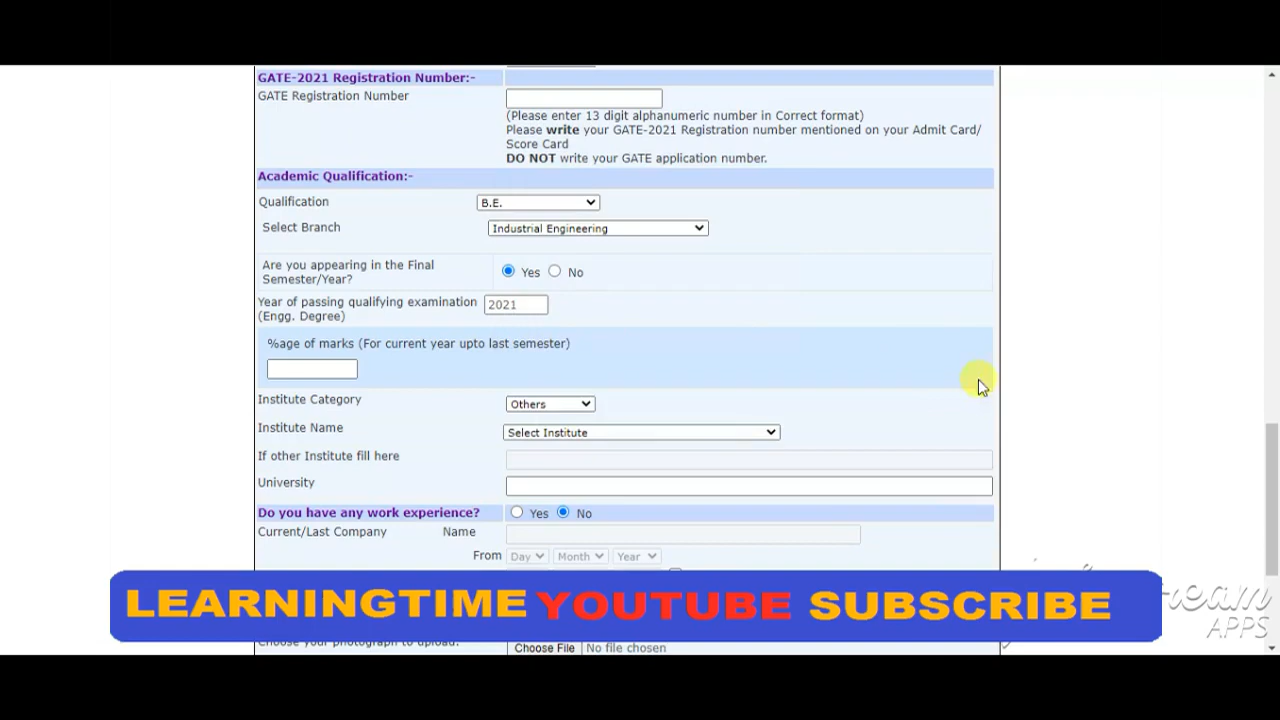 GATE-2021 Registration Number:-
GATE Registration Number
(Please enter 13 digit alphanumeric number in Correct format)
Please write your GATE-2021 Registration number mentioned on your Admit Card/
Score Card
DO NOT write your GATE application number.
Academic Qualification:-
Qualification B.E.
Select Branch Industrial Engineering
Are you appearing in the Final
Semester/Year? Yes No
Year of passing qualifying examination 2021
(Engg. Degree)
%age of marks (For current year upto last semester)
Institute Category Others
Institute Name Select Institute
If other Institute fill here
University
Do you have any work experience? Yes No
Current/Last Company Name
From Day Month Year
LEARNINGTIME YOUTUBE SUBSCRIBE
APPS
Choose your photograph to upload: Choose File No file chosen